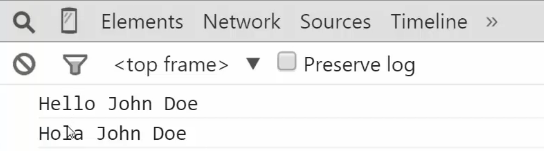 Elements Network Sources Timeline »
<top frame> ▼ Preserve log
Hello John Doe
Hola John Doe